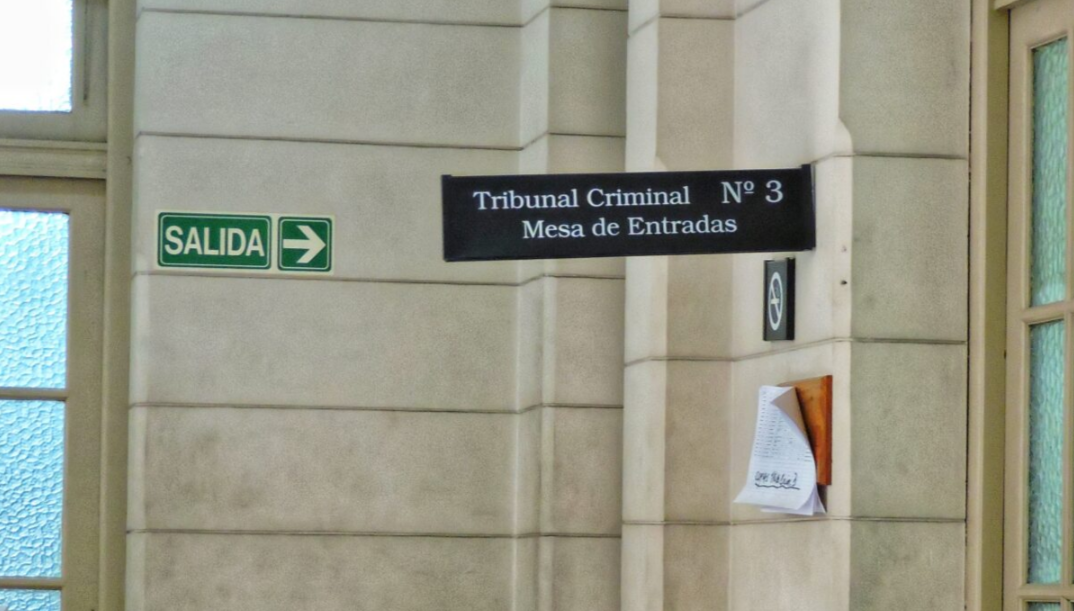 SALIDA
Tribunal Criminal Nº 3
Mesa de Entradas